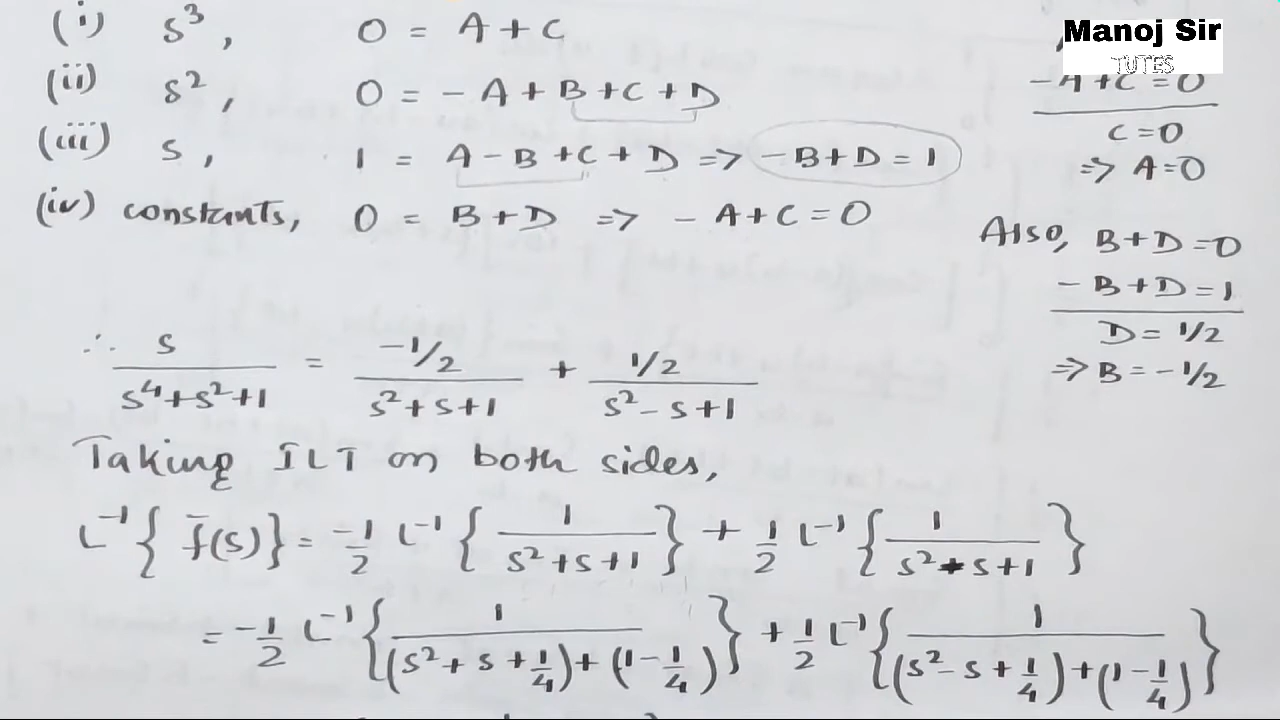 (i) s³, 0 = A + C
(ii) s², 0 = -A + B + C + D
(iii) s, 1 = A - B + C + D => -B + D = 1
(iv) constants, 0 = B + D => -A + C = 0
Manoj Sir
TUTES
-A + C = 0
C = 0
=> A = 0
Also, B + D = 0
-B + D = 1
D = 1/2
=> B = -1/2
∴ s/(s⁴+s²+1) = (-1/2)/(s²+s+1) + (1/2)/(s²-s+1)
Taking ILT on both sides,
L⁻¹{f̄(s)} = -1/2 L⁻¹{1/(s²+s+1)} + 1/2 L⁻¹{1/(s²-s+1)}
= -1/2 L⁻¹{1/((s²+s+1/4)+(1-1/4))} + 1/2 L⁻¹{1/((s²-s+1/4)+(1-1/4))}